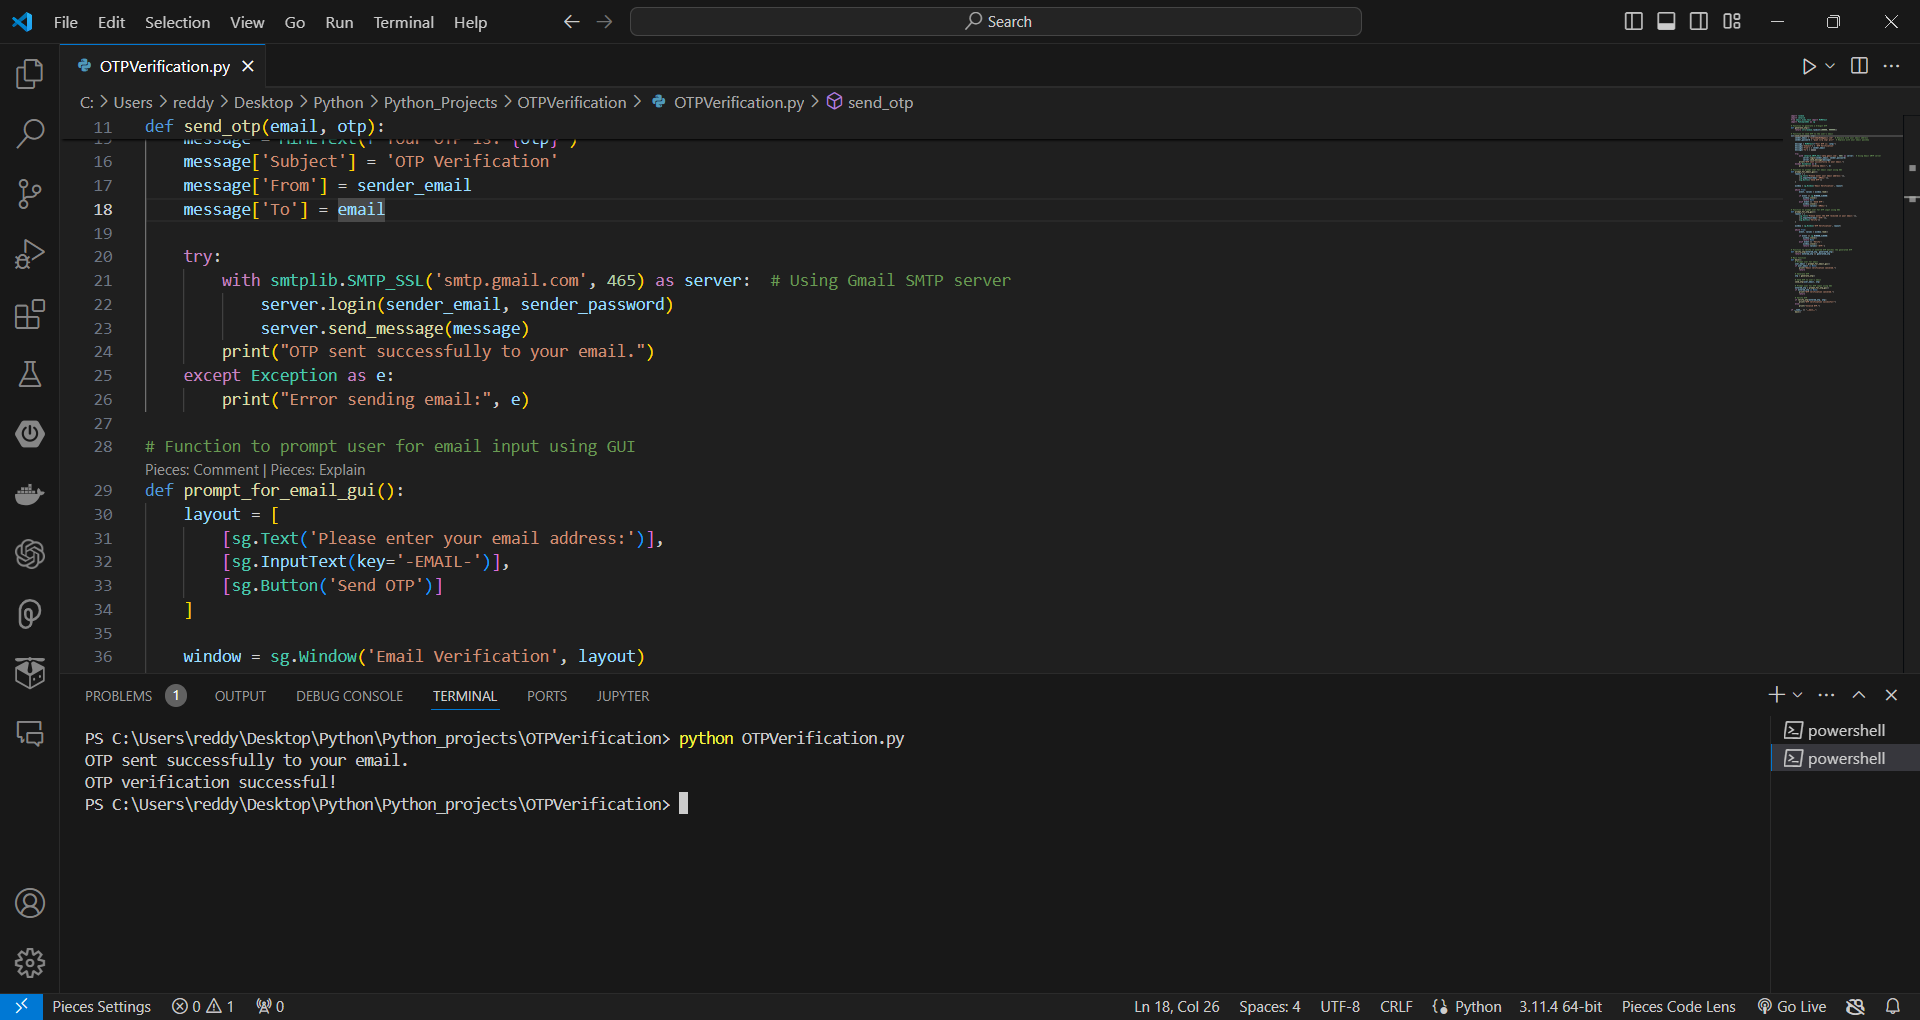 File Edit Selection View Go Run Terminal Help
Search
OTPVerification.py
C: > Users > reddy > Desktop > Python > Python_Projects > OTPVerification > OTPVerification.py > send_otp
11 def send_otp(email, otp):
16 message['Subject'] = 'OTP Verification'
17 message['From'] = sender_email
18 message['To'] = email
19
20 try:
21 with smtplib.SMTP_SSL('smtp.gmail.com', 465) as server:  # Using Gmail SMTP server
22 server.login(sender_email, sender_password)
23 server.send_message(message)
24 print("OTP sent successfully to your email.")
25 except Exception as e:
26 print("Error sending email:", e)
27
28 # Function to prompt user for email input using GUI
Pieces: Comment | Pieces: Explain
29 def prompt_for_email_gui():
30 layout = [
31 [sg.Text('Please enter your email address:')],
32 [sg.InputText(key='-EMAIL-')],
33 [sg.Button('Send OTP')]
34 ]
35
36 window = sg.Window('Email Verification', layout)
PROBLEMS 1 OUTPUT DEBUG CONSOLE TERMINAL PORTS JUPYTER
PS C:\Users\reddy\Desktop\Python\Python_projects\OTPVerification> python OTPVerification.py
OTP sent successfully to your email.
OTP verification successful!
PS C:\Users\reddy\Desktop\Python\Python_projects\OTPVerification>
powershell
powershell
Pieces Settings 0 1 0 Ln 18, Col 26 Spaces: 4 UTF-8 CRLF Python 3.11.4 64-bit Pieces Code Lens Go Live